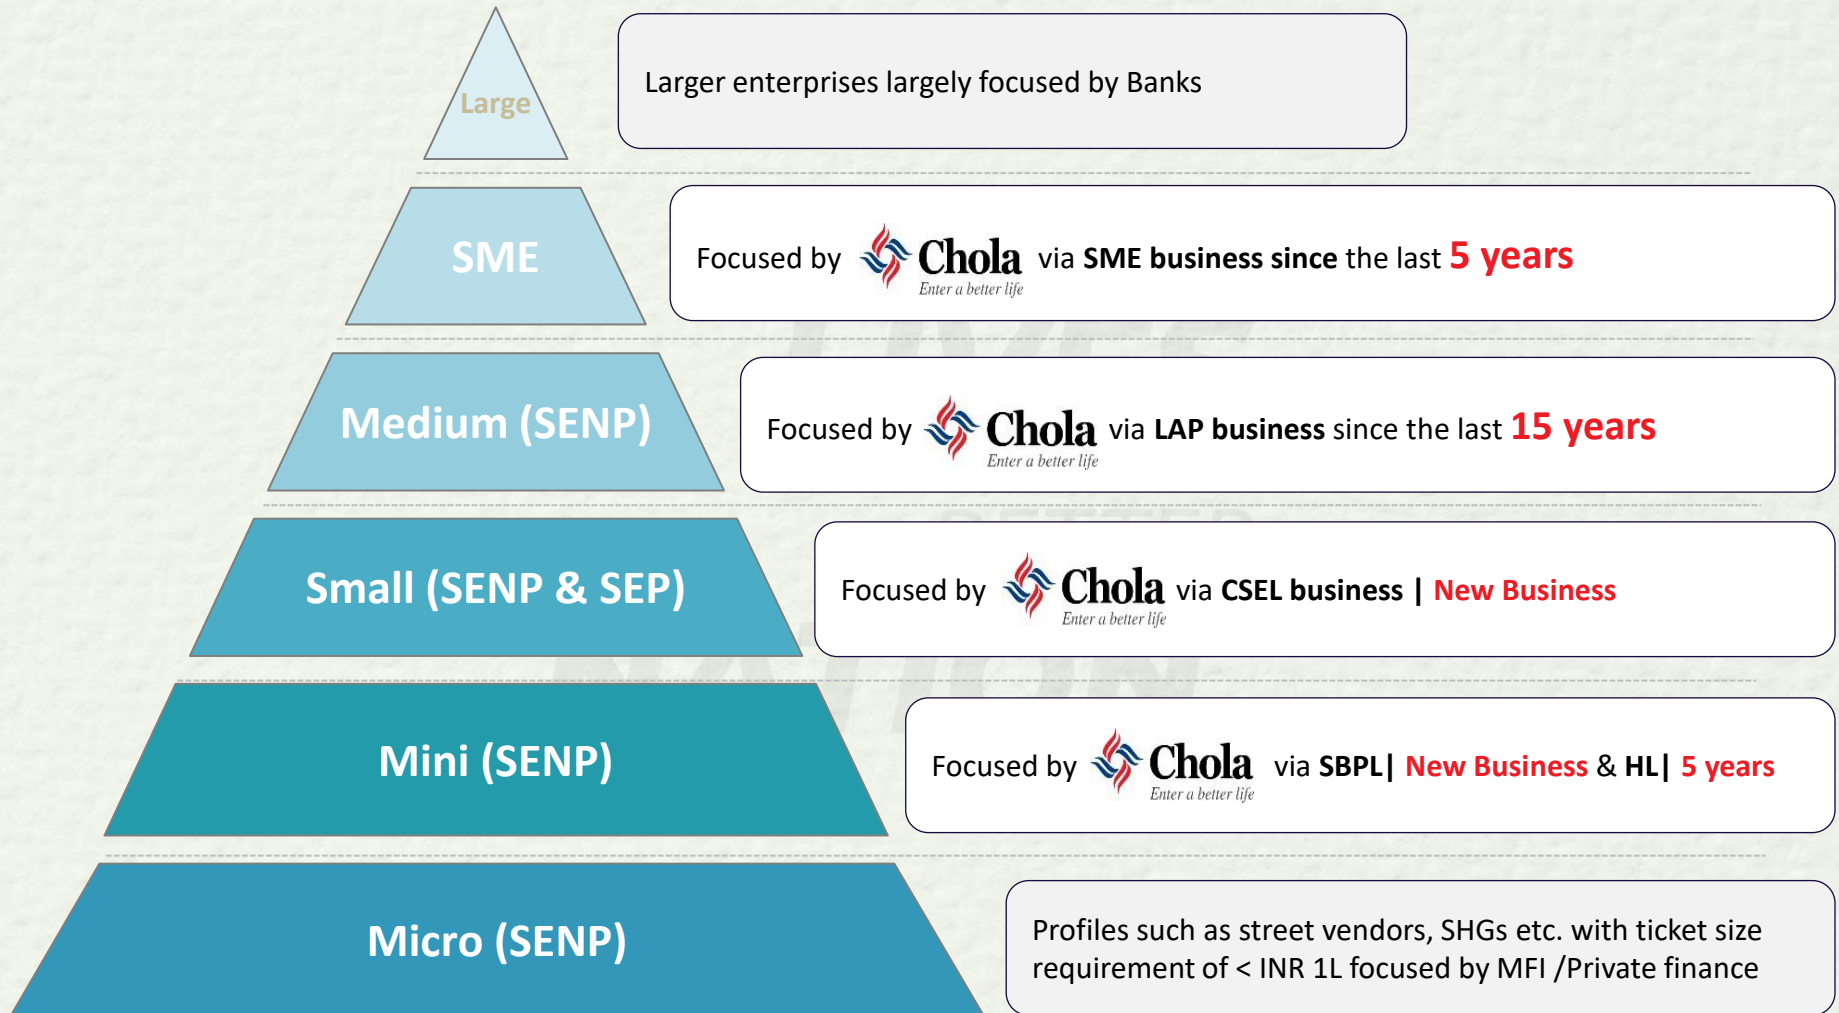 Large
Larger enterprises largely focused by Banks
SME
Focused by Chola via SME business since the last 5 years
Enter a better life
Medium (SENP)
Focused by Chola via LAP business since the last 15 years
Enter a better life
Small (SENP & SEP)
Focused by Chola via CSEL business | New Business
Enter a better life
NATION
Mini (SENP)
Focused by Chola via SBPL| New Business & HL| 5 years
Enter a better life
Micro (SENP)
Profiles such as street vendors, SHGs etc. with ticket size
requirement of < INR 1L focused by MFI /Private finance